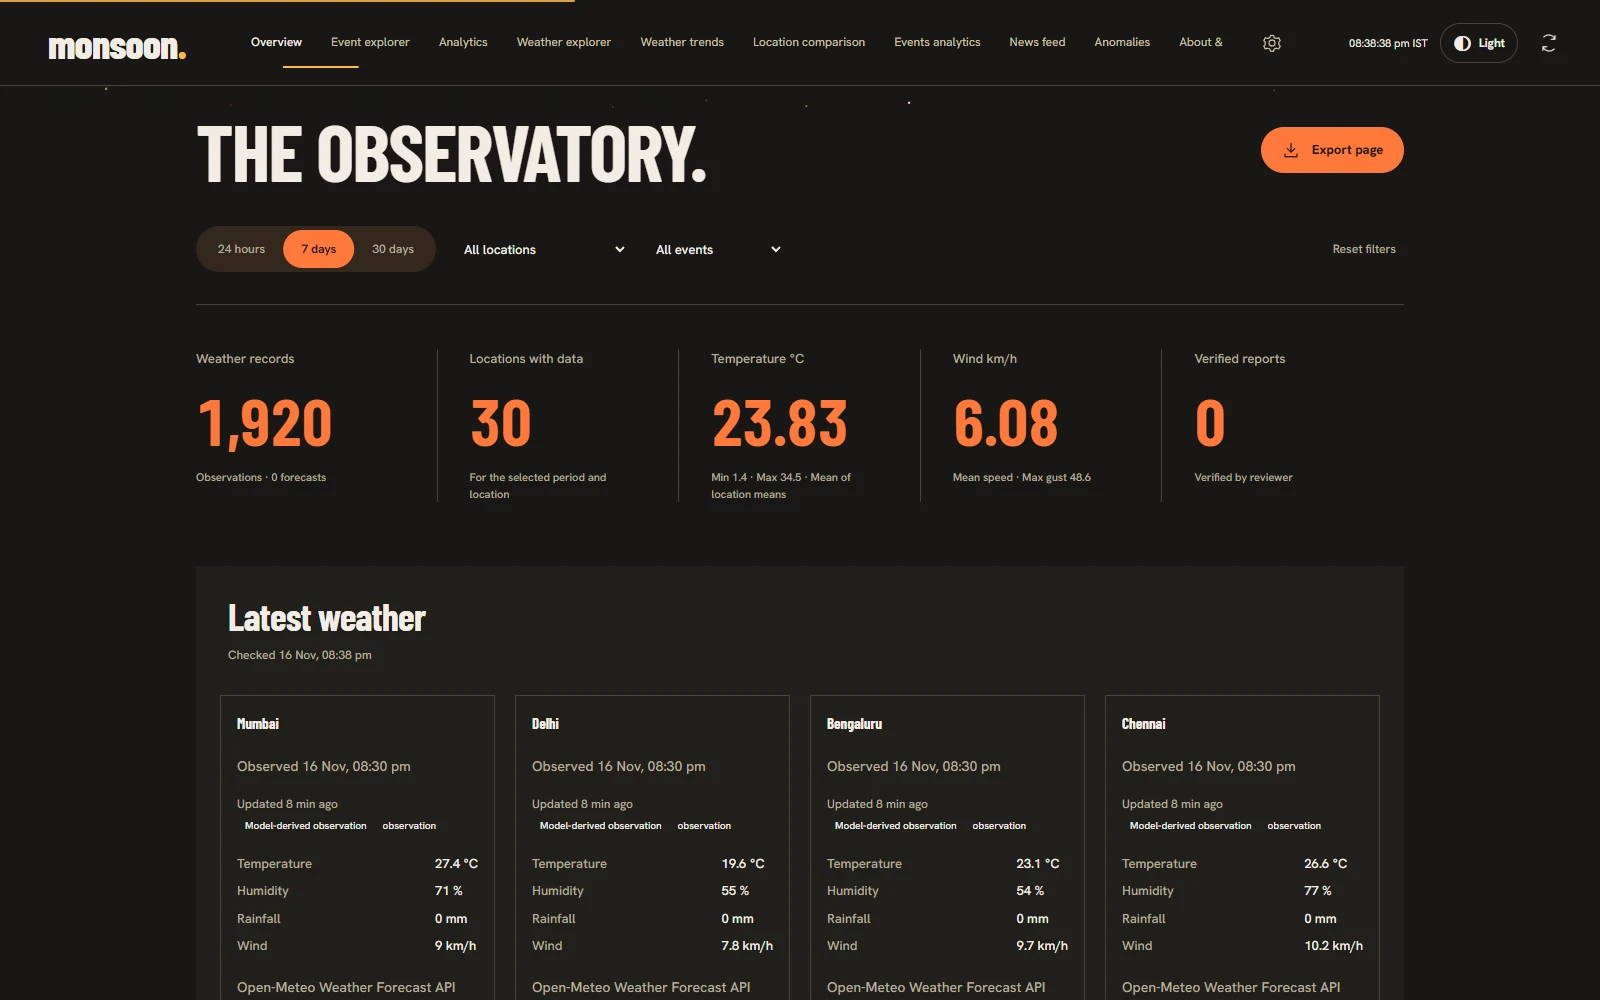 monsoon.
Overview Event explorer Analytics Weather explorer Weather trends Location comparison Events analytics News feed Anomalies About &
08:38:38 pm IST Light
THE OBSERVATORY.
Export page
24 hours 7 days 30 days All locations All events Reset filters
Weather records
1,920
Observations · 0 forecasts
Locations with data
30
For the selected period and
location
Temperature °C
23.83
Min 1.4 · Max 34.5 · Mean of
location means
Wind km/h
6.08
Mean speed · Max gust 48.6
Verified reports
0
Verified by reviewer
Latest weather
Checked 16 Nov, 08:38 pm
Mumbai
Observed 16 Nov, 08:30 pm
Updated 8 min ago
Model-derived observation observation
Temperature 27.4 °C
Humidity 71 %
Rainfall 0 mm
Wind 9 km/h
Open-Meteo Weather Forecast API
Delhi
Observed 16 Nov, 08:30 pm
Updated 8 min ago
Model-derived observation observation
Temperature 19.6 °C
Humidity 55 %
Rainfall 0 mm
Wind 7.8 km/h
Open-Meteo Weather Forecast API
Bengaluru
Observed 16 Nov, 08:30 pm
Updated 8 min ago
Model-derived observation observation
Temperature 23.1 °C
Humidity 54 %
Rainfall 0 mm
Wind 9.7 km/h
Open-Meteo Weather Forecast API
Chennai
Observed 16 Nov, 08:30 pm
Updated 8 min ago
Model-derived observation observation
Temperature 26.6 °C
Humidity 77 %
Rainfall 0 mm
Wind 10.2 km/h
Open-Meteo Weather Forecast API